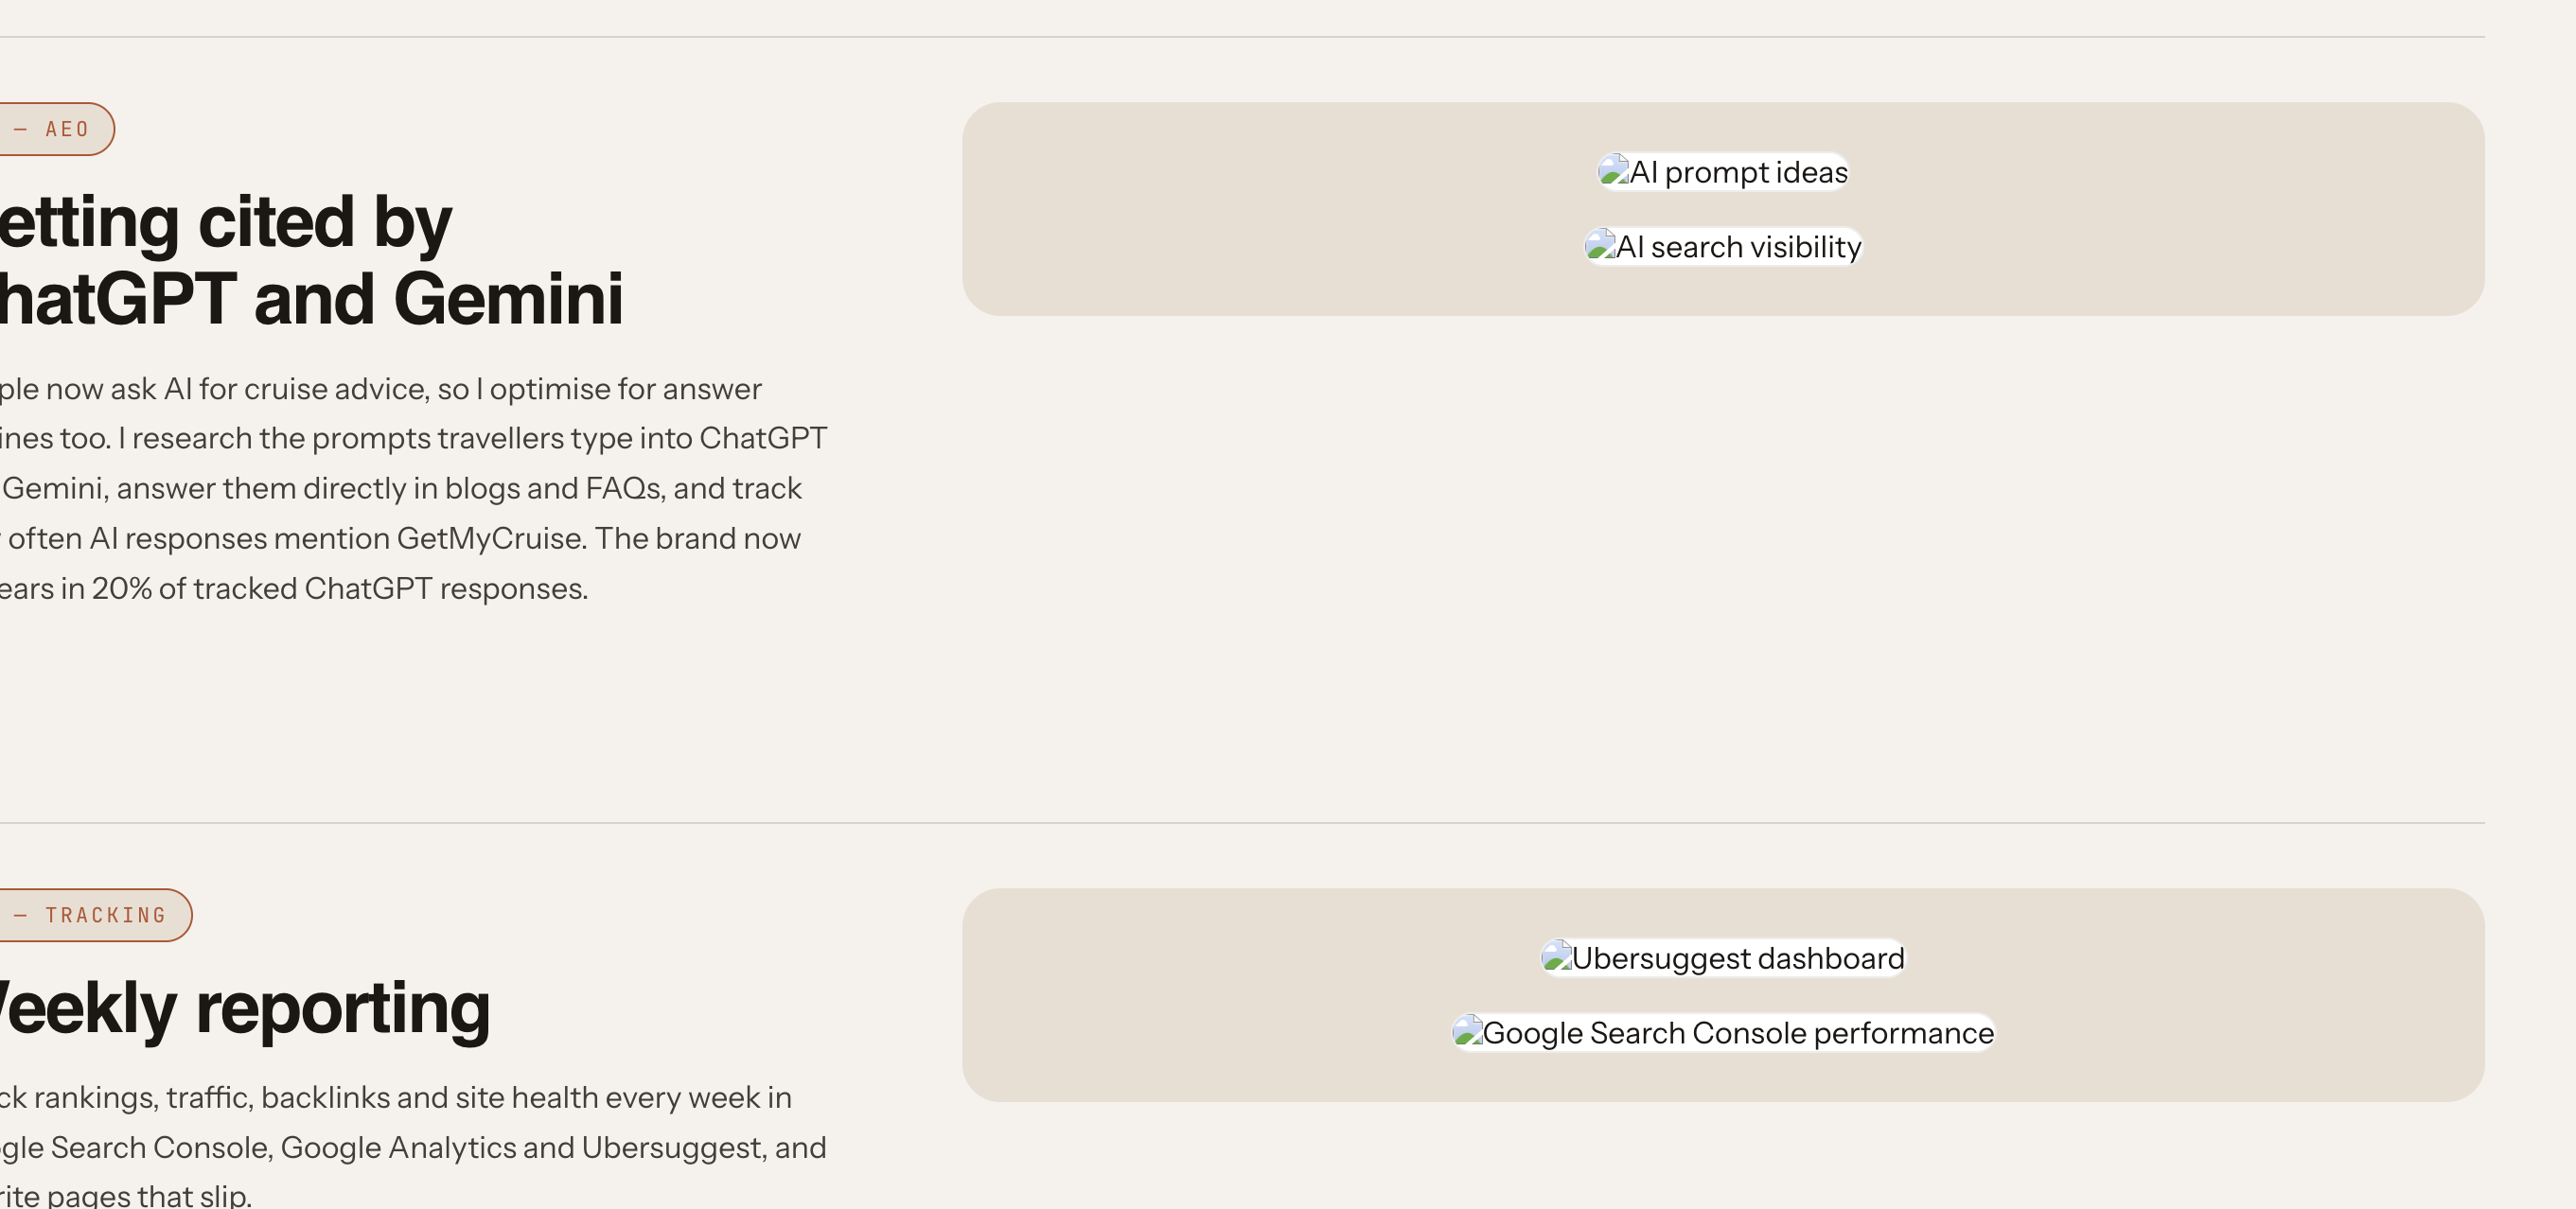 — AEO
etting cited by
hatGPT and Gemini
ple now ask AI for cruise advice, so I optimise for answer
ines too. I research the prompts travellers type into ChatGPT
Gemini, answer them directly in blogs and FAQs, and track
often AI responses mention GetMyCruise. The brand now
ears in 20% of tracked ChatGPT responses.
AI prompt ideas
AI search visibility
— TRACKING
eekly reporting
ck rankings, traffic, backlinks and site health every week in
gle Search Console, Google Analytics and Ubersuggest, and
rite pages that slip.
Ubersuggest dashboard
Google Search Console performance